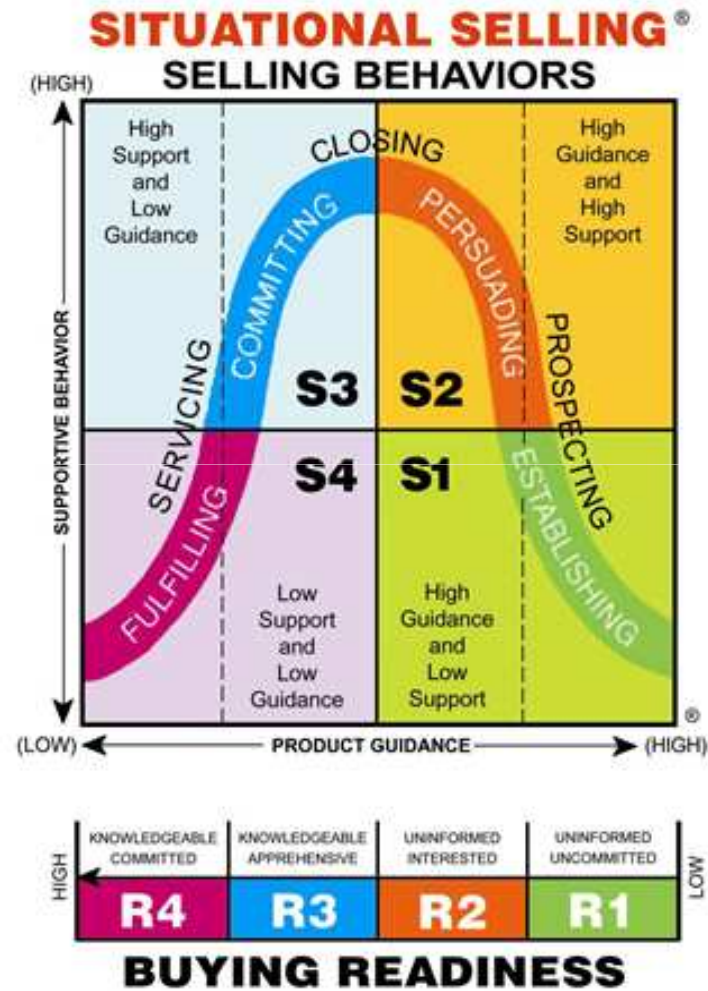 SITUATIONAL SELLING®
SELLING BEHAVIORS
(HIGH)
High
Support
and
Low
Guidance
CLOSING
High
Guidance
and
High
Support
COMMITTING
PERSUADING
SUPPORTIVE BEHAVIOR
SERVICING
PROSPECTING
S3
S2
S4
S1
FULFILLING
ESTABLISHING
Low
Support
and
Low
Guidance
High
Guidance
and
Low
Support
®
(LOW)
PRODUCT GUIDANCE
(HIGH)
HIGH
KNOWLEDGEABLE
COMMITTED
KNOWLEDGEABLE
APPREHENSIVE
UNINFORMED
INTERESTED
UNINFORMED
UNCOMMITTED
LOW
R4
R3
R2
R1
BUYING READINESS